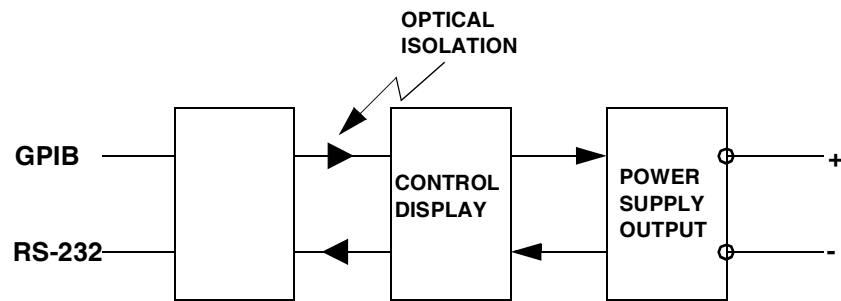 OPTICAL
ISOLATION
GPIB
CONTROL
DISPLAY
POWER
SUPPLY
OUTPUT
+
RS-232
-